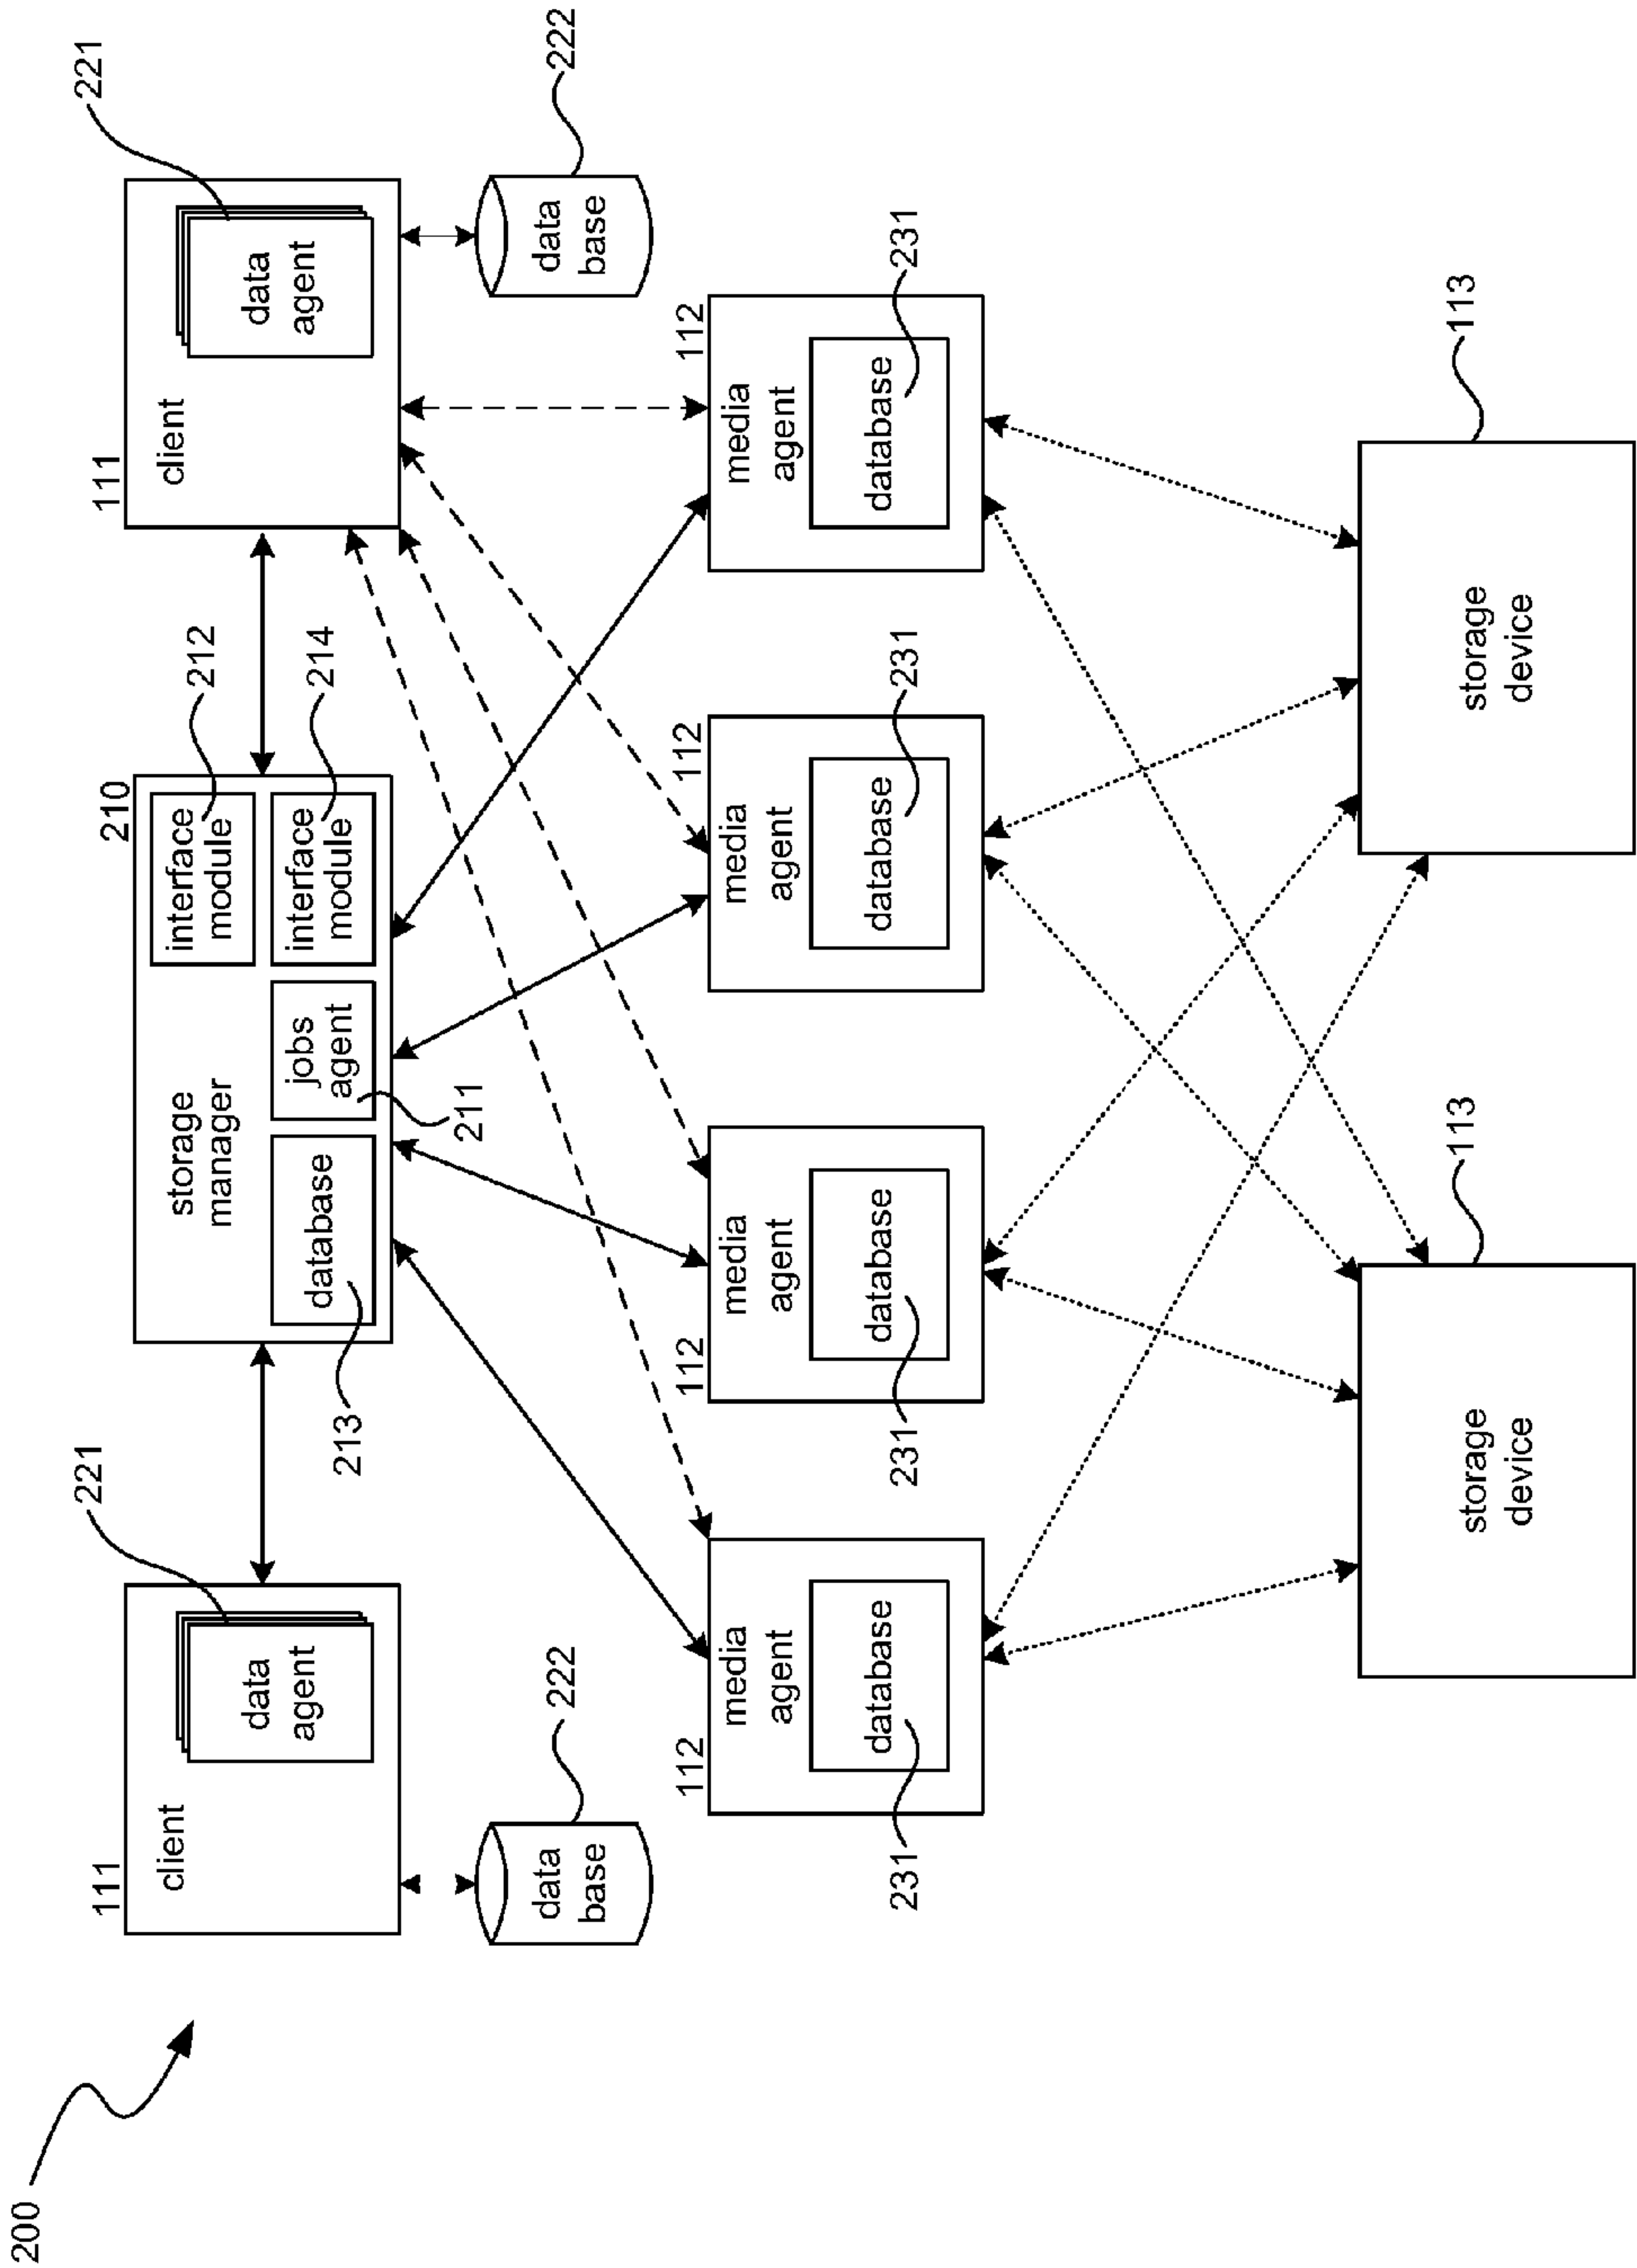 200
111
client
data
agent
221
data
base
222
210
storage
manager
database
213
jobs
agent
211
interface
module
212
interface
module
214
111
client
data
agent
221
data
base
222
112
media
agent
database
231
112
media
agent
database
231
112
media
agent
database
231
112
media
agent
database
231
storage
device
113
storage
device
113